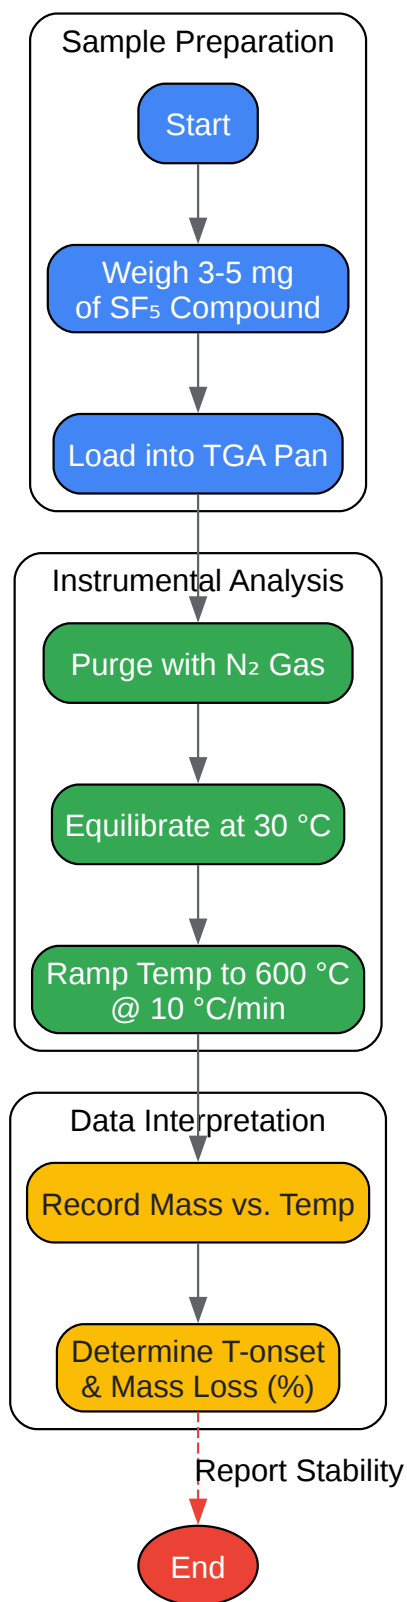 Sample Preparation
Start
Weigh 3-5 mg
of SF₅ Compound
Load into TGA Pan
Instrumental Analysis
Purge with N₂ Gas
Equilibrate at 30 °C
Ramp Temp to 600 °C
@ 10 °C/min
Data Interpretation
Record Mass vs. Temp
Determine T-onset
& Mass Loss (%)
Report Stability
End